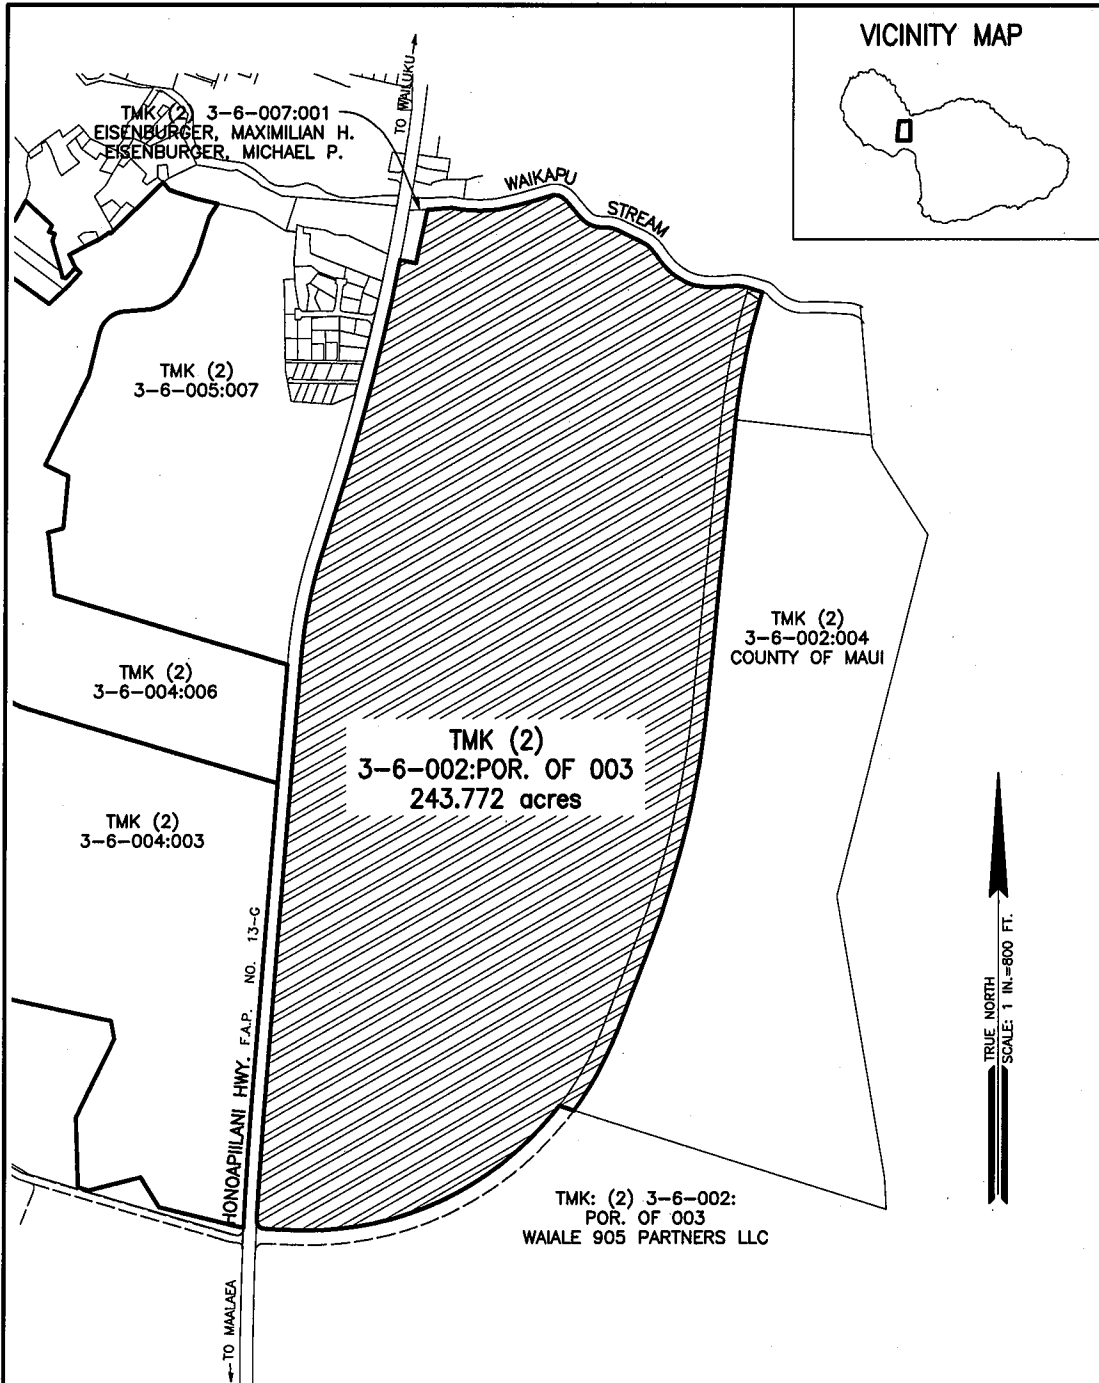 VICINITY MAP
TO WAILUKU
TMK (2) 3-6-007:001
EISENBURGER, MAXIMILIAN H.
EISENBURGER, MICHAEL P.
WAIKAPU
STREAM
TMK (2)
3-6-005:007
TMK (2)
3-6-002:004
COUNTY OF MAUI
TMK (2)
3-6-004:006
TMK (2)
3-6-002:POR. OF 003
243.772 acres
TMK (2)
3-6-004:003
HONOAPIILANI HWY. F.A.P. NO. 13-G
TRUE NORTH
SCALE: 1 IN.=800 FT.
TMK: (2) 3-6-002:
POR. OF 003
WAIALE 905 PARTNERS LLC
TO MAALAEA